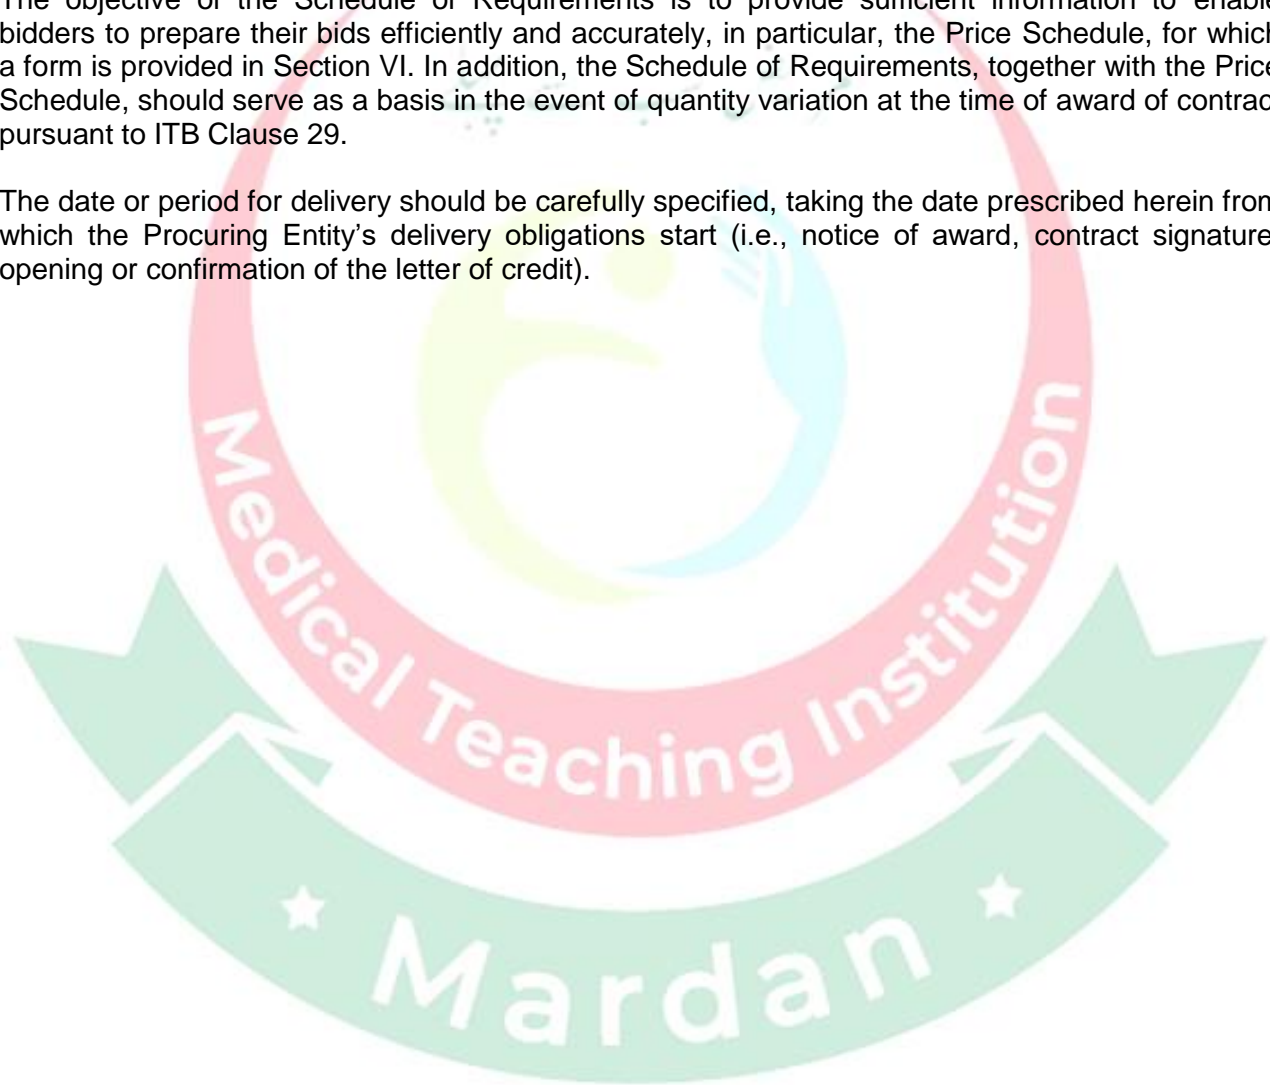 The objective of the Schedule of Requirements is to provide sufficient information to enable
bidders to prepare their bids efficiently and accurately, in particular, the Price Schedule, for which
a form is provided in Section VI. In addition, the Schedule of Requirements, together with the Price
Schedule, should serve as a basis in the event of quantity variation at the time of award of contrac
pursuant to ITB Clause 29.
The date or period for delivery should be carefully specified, taking the date prescribed herein from
which the Procuring Entity’s delivery obligations start (i.e., notice of award, contract signature,
opening or confirmation of the letter of credit).
Medical Teaching Institution
Mardan